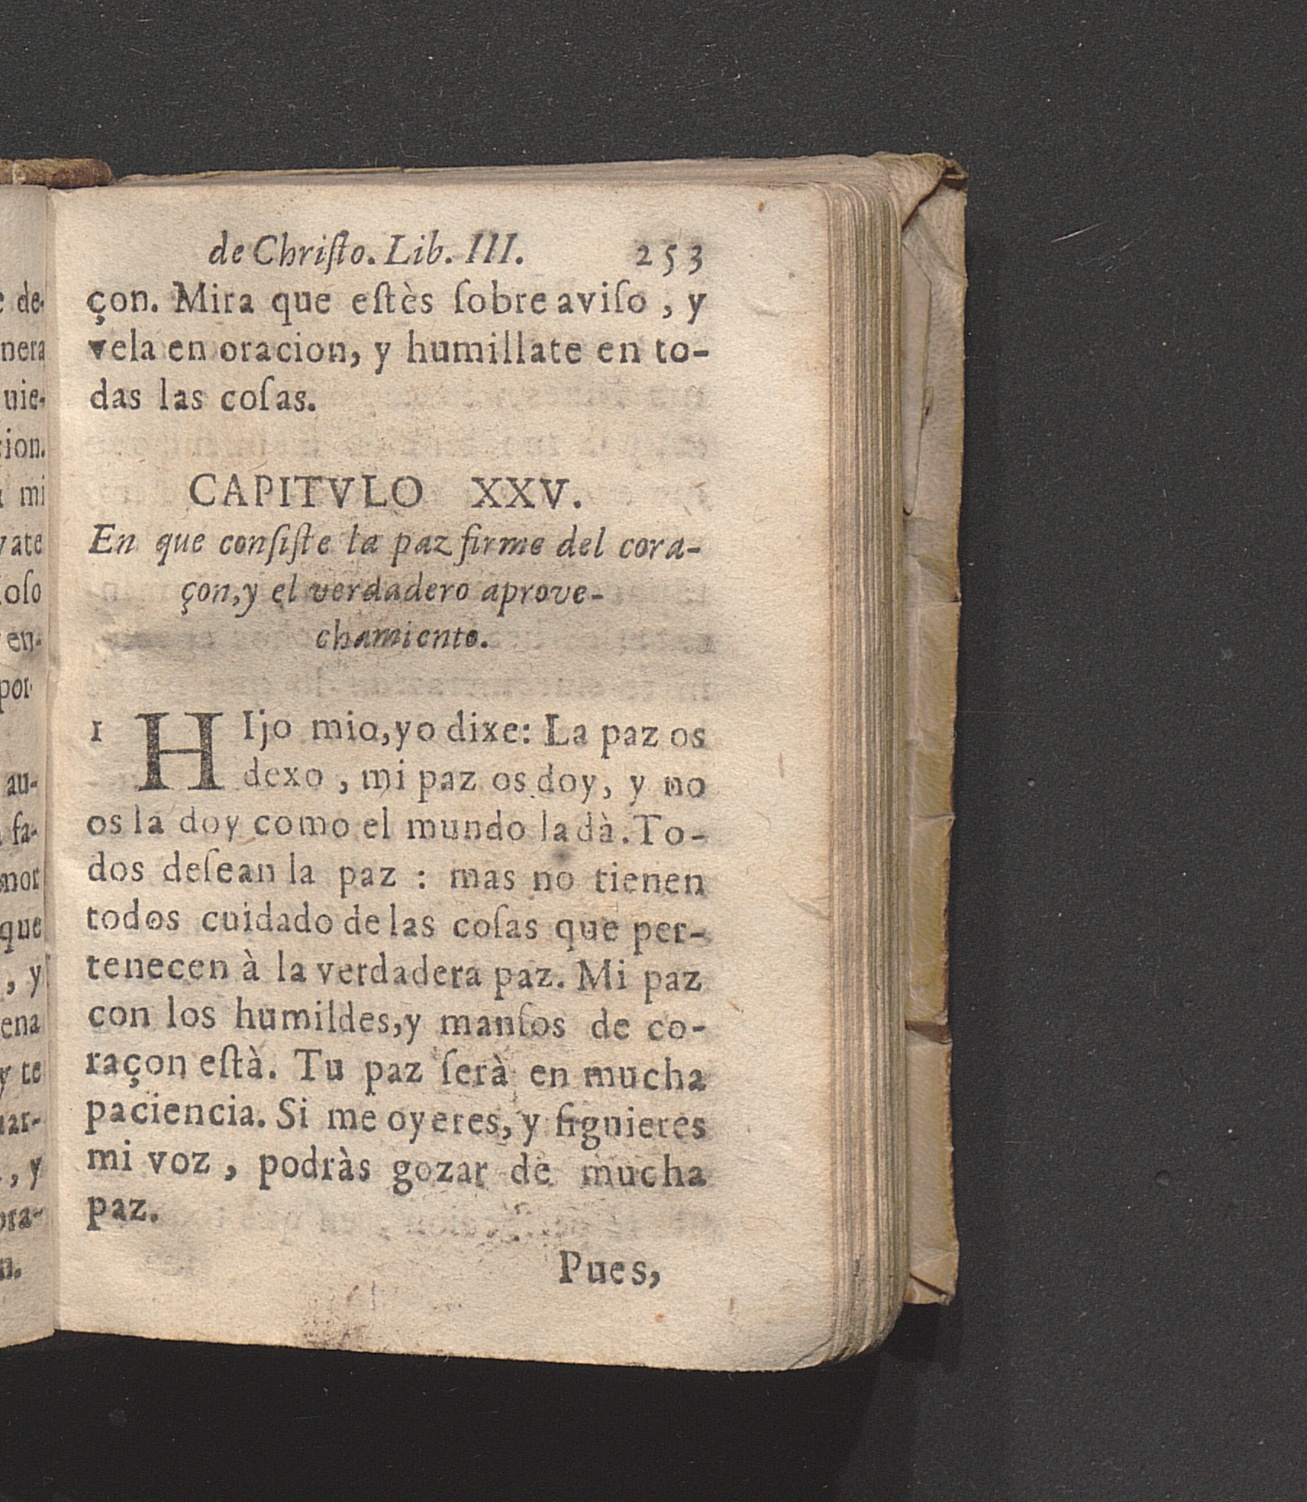 de Chriſto. Lib. III. 253
çon. Mira que eſtès ſobre aviſo, y
vela en oracion, y humillate en to-
das las coſas.
CAPITVLO XXV.
En que conſiſte la paz firme del cora-
çon, y el verdadero aprove-
chamiento.
1 HIjo mio, yo dixe: La paz os
dexo, mi paz os doy, y no
os la doy como el mundo la dà. To-
dos deſean la paz: mas no tienen
todos cuidado de las coſas que per-
tenecen à la verdadera paz. Mi paz
con los humildes, y manſos de co-
raçon eſtà. Tu paz ſerà en mucha
paciencia. Si me oyeres, y ſiguieres
mi voz, podràs gozar de mucha
paz.
Pues,